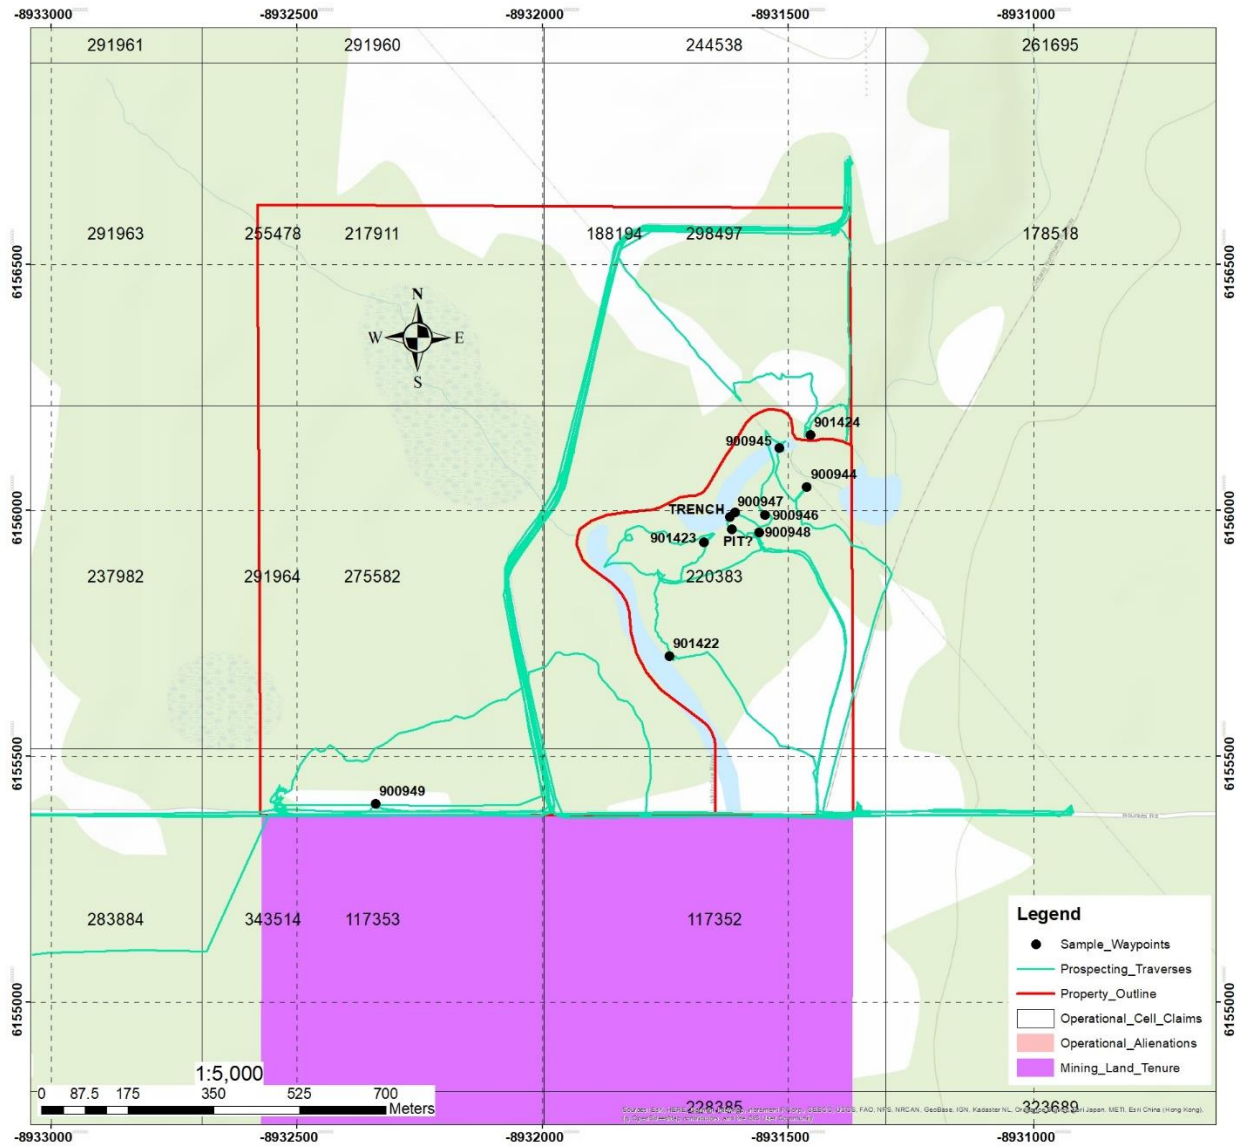 -8933000 -8932500 -8932000 -8931500 -8931000
291961 291960 244538 261695
291963 255478 217911 188194 298497 178518
6156500 6156500
N
W E
S
901424
900945
900944
900947
TRENCH
900946
6156000 6156000
900948
901423 PIT?
237982 291964 275582 220383
901422
6155500 6155500
900949
283884 343514 117353 117352
Legend
Sample_Waypoints
Prospecting_Traverses
Property_Outline
6155000 6155000
Operational_Cell_Claims
Operational_Alienations
Mining_Land_Tenure
1:5,000
0 87.5 175 350 525 700
Meters
228385 223689
-8933000 -8932500 -8932000 -8931500 -8931000